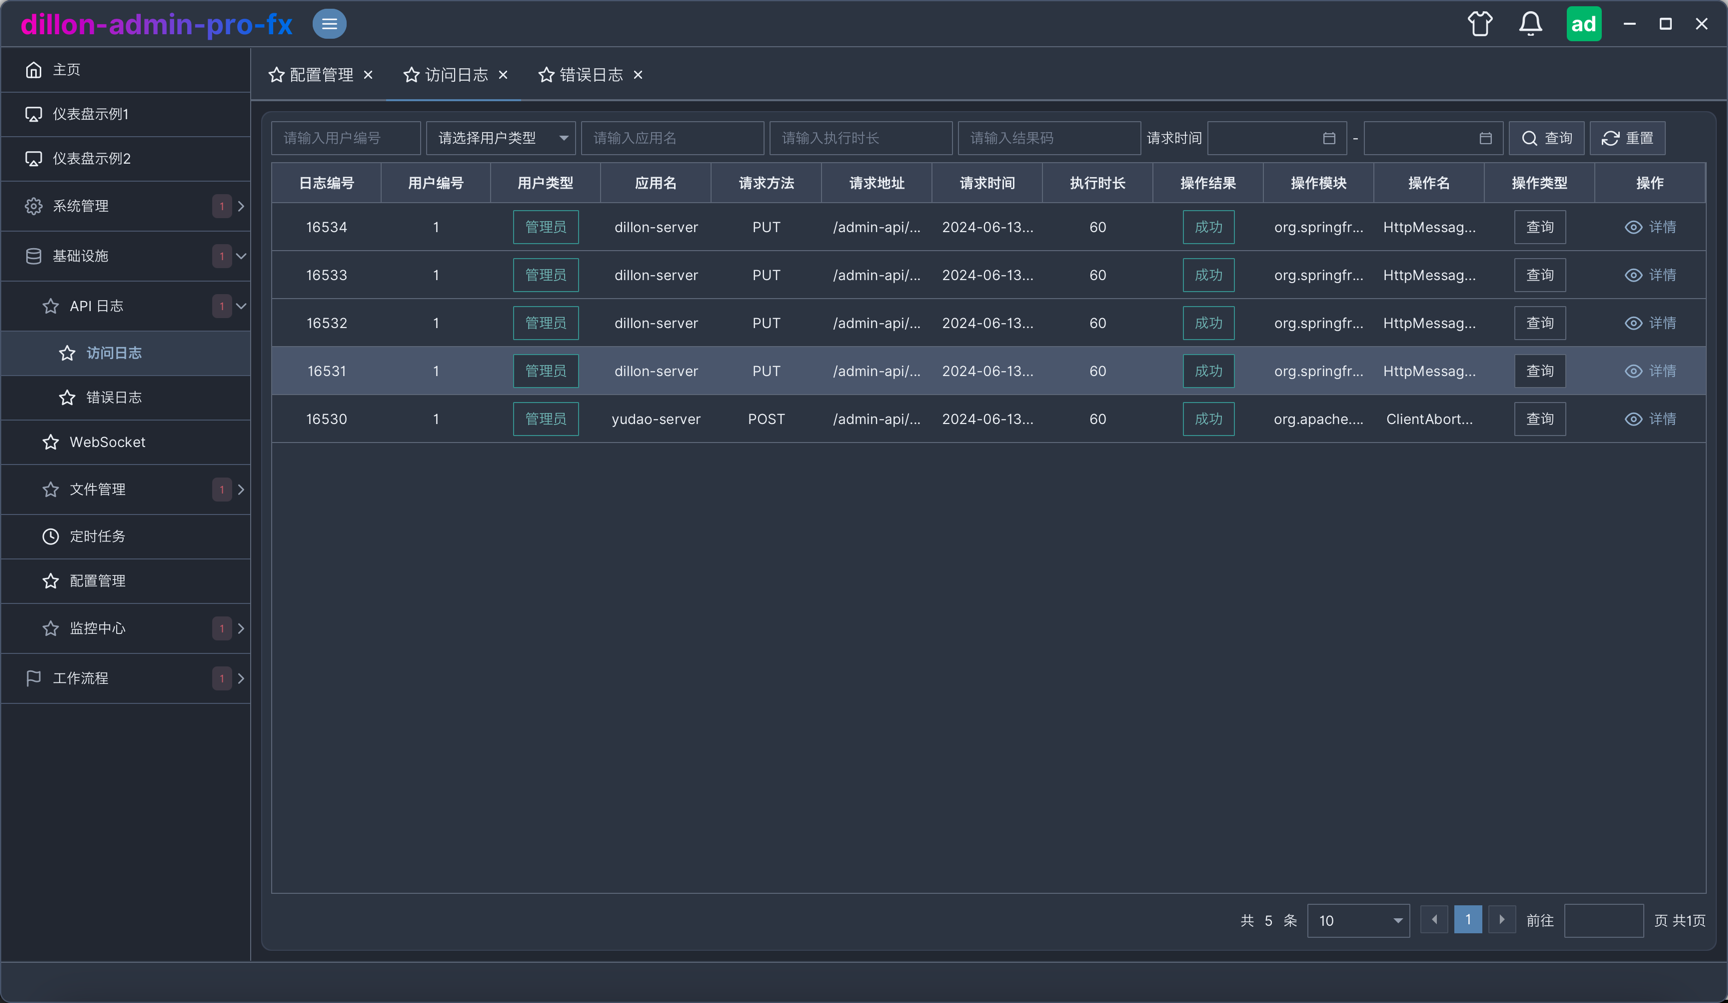 dillon-admin-pro-fx
ad
主页
仪表盘示例1
仪表盘示例2
系统管理 1
基础设施 1
API 日志 1
访问日志
错误日志
WebSocket
文件管理 1
定时任务
配置管理
监控中心 1
工作流程 1
配置管理 访问日志 错误日志
请输入用户编号 请选择用户类型 请输入应用名 请输入执行时长 请输入结果码 请求时间 - 查询 重置
日志编号 用户编号 用户类型 应用名 请求方法 请求地址 请求时间 执行时长 操作结果 操作模块 操作名 操作类型 操作
16534 1 管理员 dillon-server PUT /admin-api/... 2024-06-13... 60 成功 org.springfr... HttpMessag... 查询 详情
16533 1 管理员 dillon-server PUT /admin-api/... 2024-06-13... 60 成功 org.springfr... HttpMessag... 查询 详情
16532 1 管理员 dillon-server PUT /admin-api/... 2024-06-13... 60 成功 org.springfr... HttpMessag... 查询 详情
16531 1 管理员 dillon-server PUT /admin-api/... 2024-06-13... 60 成功 org.springfr... HttpMessag... 查询 详情
16530 1 管理员 yudao-server POST /admin-api/... 2024-06-13... 60 成功 org.apache.... ClientAbort... 查询 详情
共 5 条 10 1 前往 页 共1页